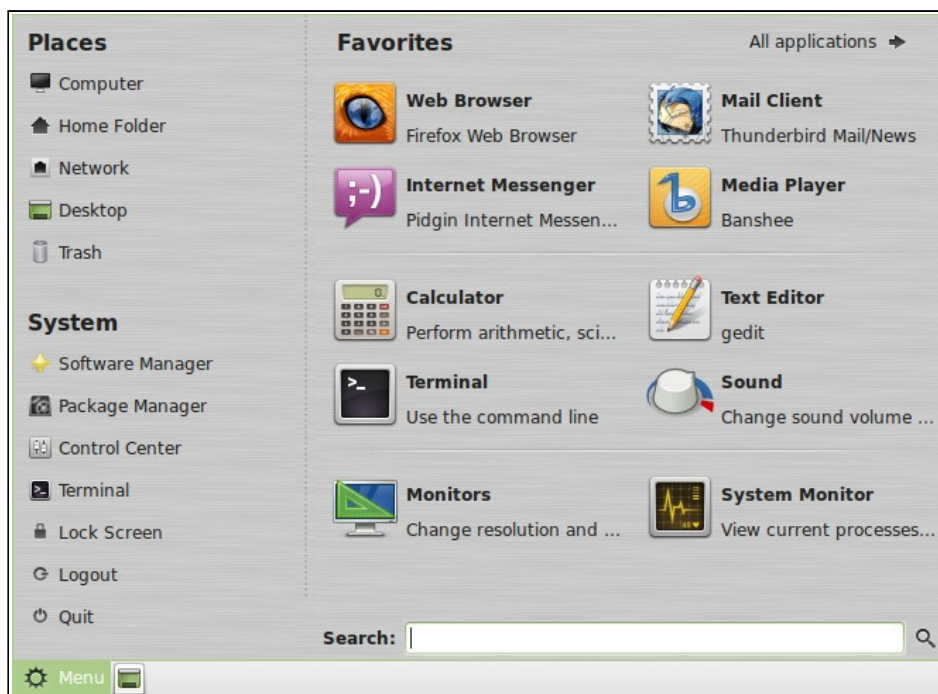 Places
Computer
Home Folder
Network
Desktop
Trash
System
Software Manager
Package Manager
Control Center
Terminal
Lock Screen
Logout
Quit
Favorites
All applications
Web Browser
Firefox Web Browser
Mail Client
Thunderbird Mail/News
;-)
Internet Messenger
Pidgin Internet Messen...
Media Player
Banshee
Calculator
Perform arithmetic, sci...
Text Editor
gedit
Terminal
Use the command line
Sound
Change sound volume ...
Monitors
Change resolution and ...
System Monitor
View current processes...
Search:
Menu